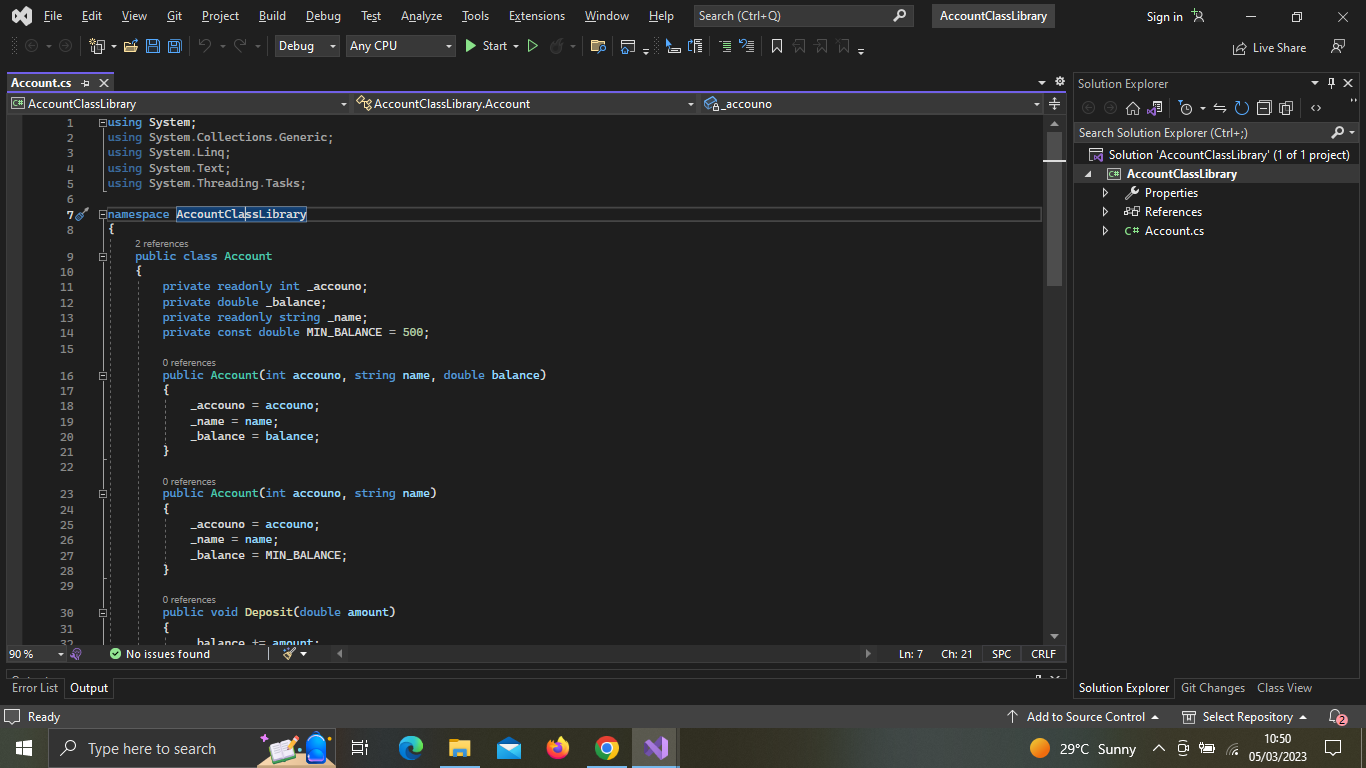 File Edit View Git Project Build Debug Test Analyze Tools Extensions Window Help Search (Ctrl+Q) AccountClassLibrary Sign in
Debug Any CPU Start Live Share
Account.cs
AccountClassLibrary AccountClassLibrary.Account _accouno
1 using System;
2 using System.Collections.Generic;
3 using System.Linq;
4 using System.Text;
5 using System.Threading.Tasks;
6
7 namespace AccountClassLibrary
8 {
2 references
9 public class Account
10 {
11 private readonly int _accouno;
12 private double _balance;
13 private readonly string _name;
14 private const double MIN_BALANCE = 500;
15
0 references
16 public Account(int accouno, string name, double balance)
17 {
18 _accouno = accouno;
19 _name = name;
20 _balance = balance;
21 }
22
0 references
23 public Account(int accouno, string name)
24 {
25 _accouno = accouno;
26 _name = name;
27 _balance = MIN_BALANCE;
28 }
29
0 references
30 public void Deposit(double amount)
31 {
32 _balance += amount;
90 % No issues found Ln: 7 Ch: 21 SPC CRLF
Output
Error List Output
Solution Explorer
Search Solution Explorer (Ctrl+;)
Solution 'AccountClassLibrary' (1 of 1 project)
C# AccountClassLibrary
Properties
References
C# Account.cs
Solution Explorer Git Changes Class View
Ready Add to Source Control Select Repository 2
Type here to search 29°C Sunny 10:50
05/03/2023